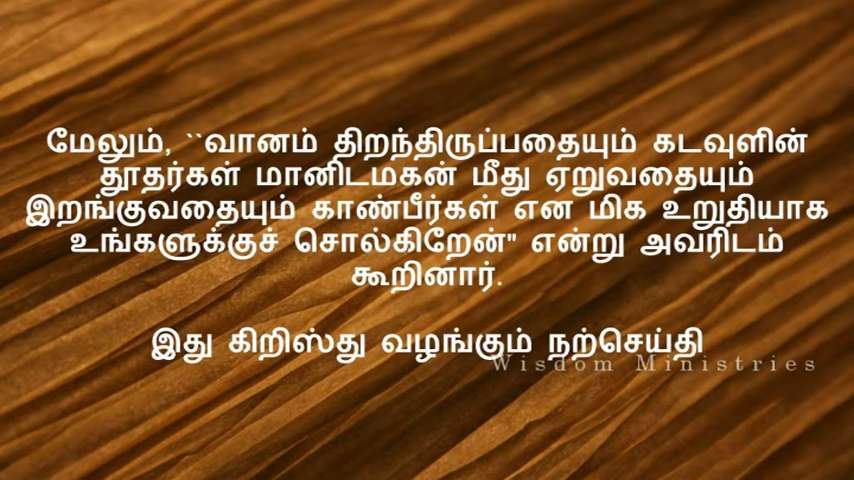 மேலும், ``வானம் திறந்திருப்பதையும் கடவுளின்
தூதர்கள் மானிடமகன் மீது ஏறுவதையும்
இறங்குவதையும் காண்பீர்கள் என மிக உறுதியாக
உங்களுக்குச் சொல்கிறேன்" என்று அவரிடம்
கூறினார்.
இது கிறிஸ்து வழங்கும் நற்செய்தி
Wisdom Ministries